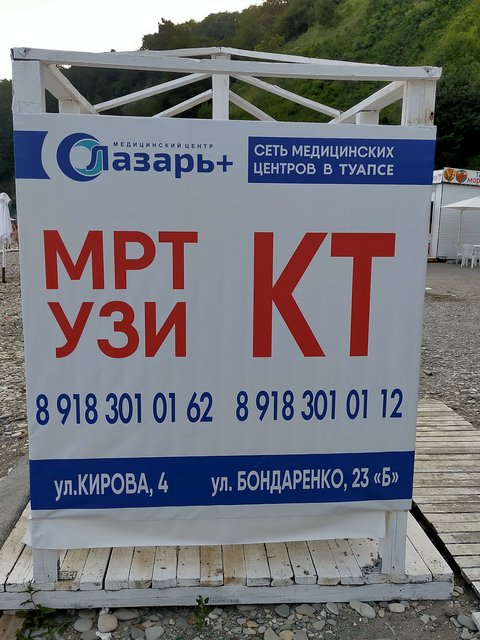 МЕДИЦИНСКИЙ ЦЕНТР
Лазарь+
СЕТЬ МЕДИЦИНСКИХ
ЦЕНТРОВ В ТУАПСЕ
МРТ
УЗИ
КТ
8 918 301 01 62
8 918 301 01 12
ул.КИРОВА, 4
ул. БОНДАРЕНКО, 23 «Б»